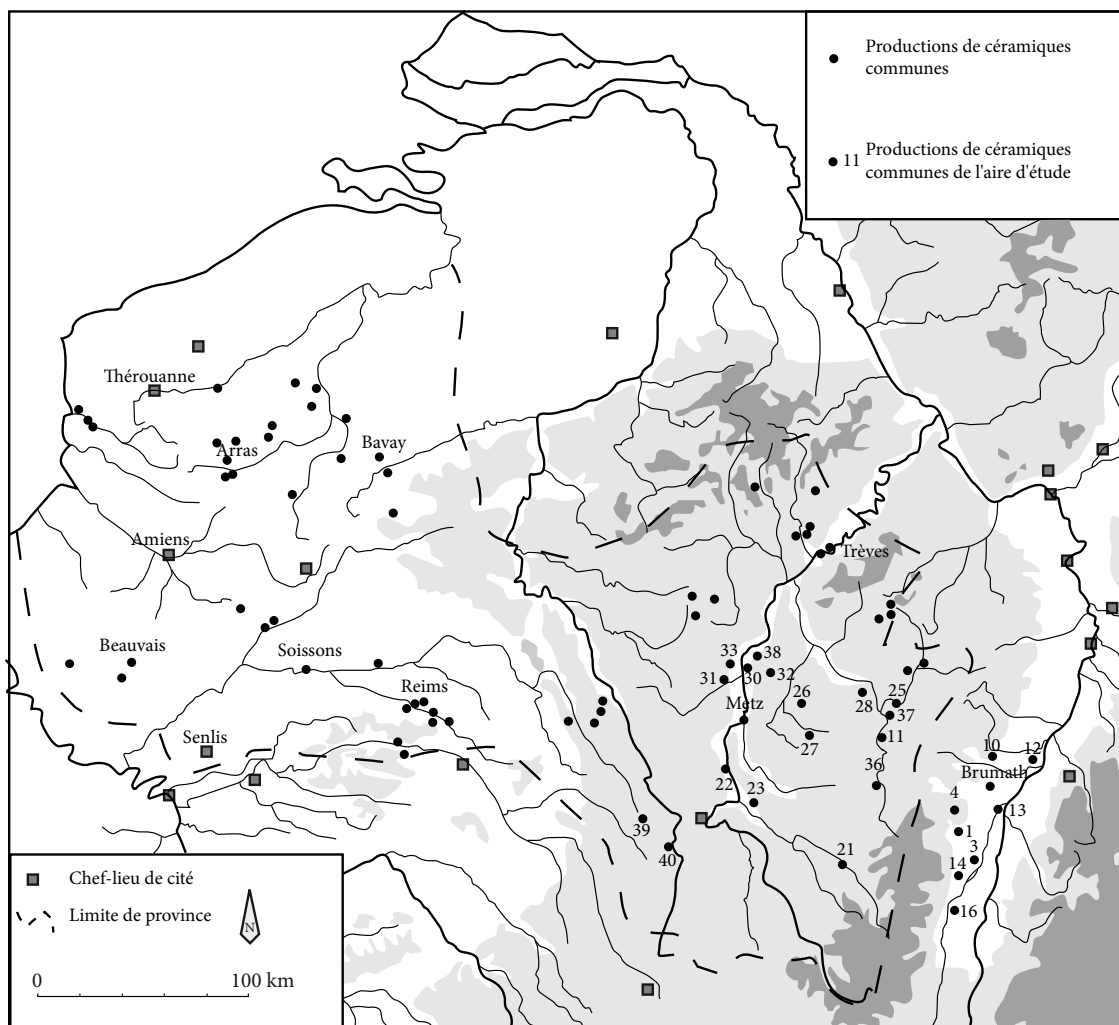 Productions de céramiques
communes
11 Productions de céramiques
communes de l'aire d'étude
Thérouanne
Arras
Bavay
Amiens
Trèves
Beauvais
Soissons
33
38
31
30
32
Reims
26
25
28
Metz
37
27
11
Senlis
10
12
36
Brumath
22
23
4
13
39
1
40
21
3
14
16
Chef-lieu de cité
Limite de province
N
0 100 km